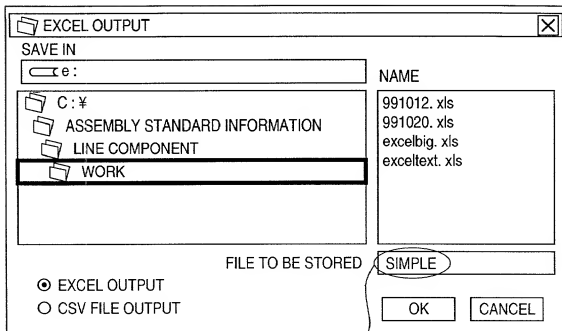 EXCEL OUTPUT
SAVE IN
e:
NAME
C:¥
ASSEMBLY STANDARD INFORMATION
LINE COMPONENT
WORK
991012. xls
991020. xls
excelbig. xls
exceltext. xls
FILE TO BE STORED SIMPLE
EXCEL OUTPUT
CSV FILE OUTPUT
OK CANCEL